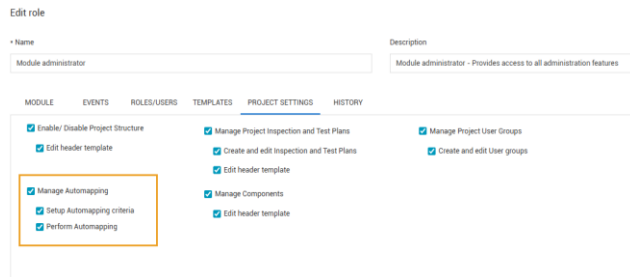 Edit role
* Name
Description
Module administrator
Module administrator - Provides access to all administration features
MODULE EVENTS ROLES/USERS TEMPLATES PROJECT SETTINGS HISTORY
Enable/ Disable Project Structure
Edit header template
Manage Automapping
Setup Automapping criteria
Perform Automapping
Manage Project Inspection and Test Plans
Create and edit Inspection and Test Plans
Edit header template
Manage Components
Edit header template
Manage Project User Groups
Create and edit User groups